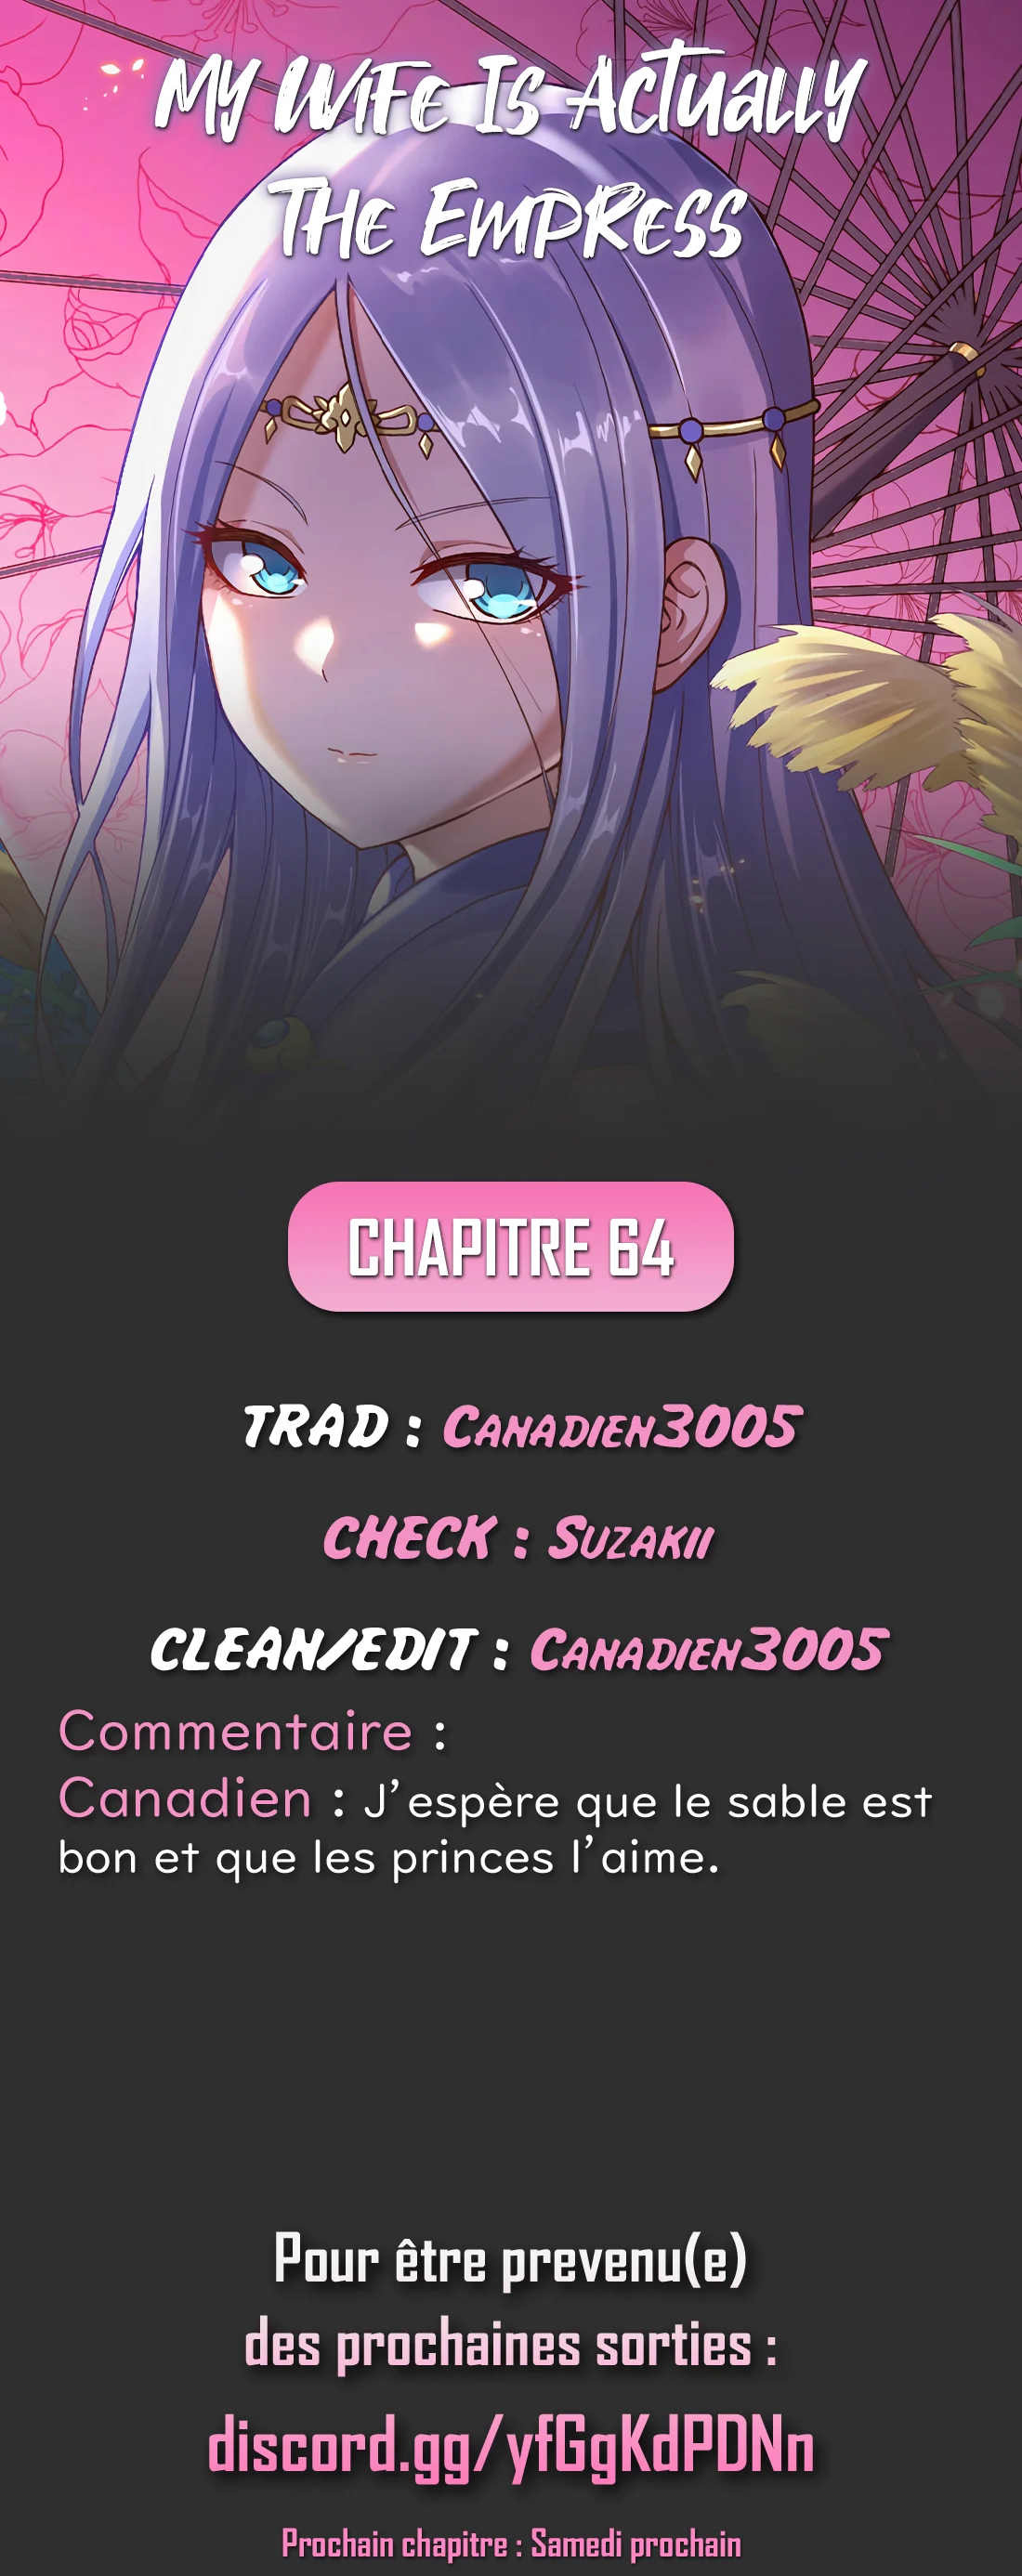 My Wife Is Actually
The Empress
CHAPITRE 64
TRAD : Canadien3005
CHECK : Suzakii
CLEAN/EDIT : Canadien3005
Commentaire :
Canadien : J'espère que le sable est
bon et que les princes l'aime.
Pour être prevenu(e)
des prochaines sorties :
discord.gg/yfGgKdPDNn
Prochain chapitre : Samedi prochain